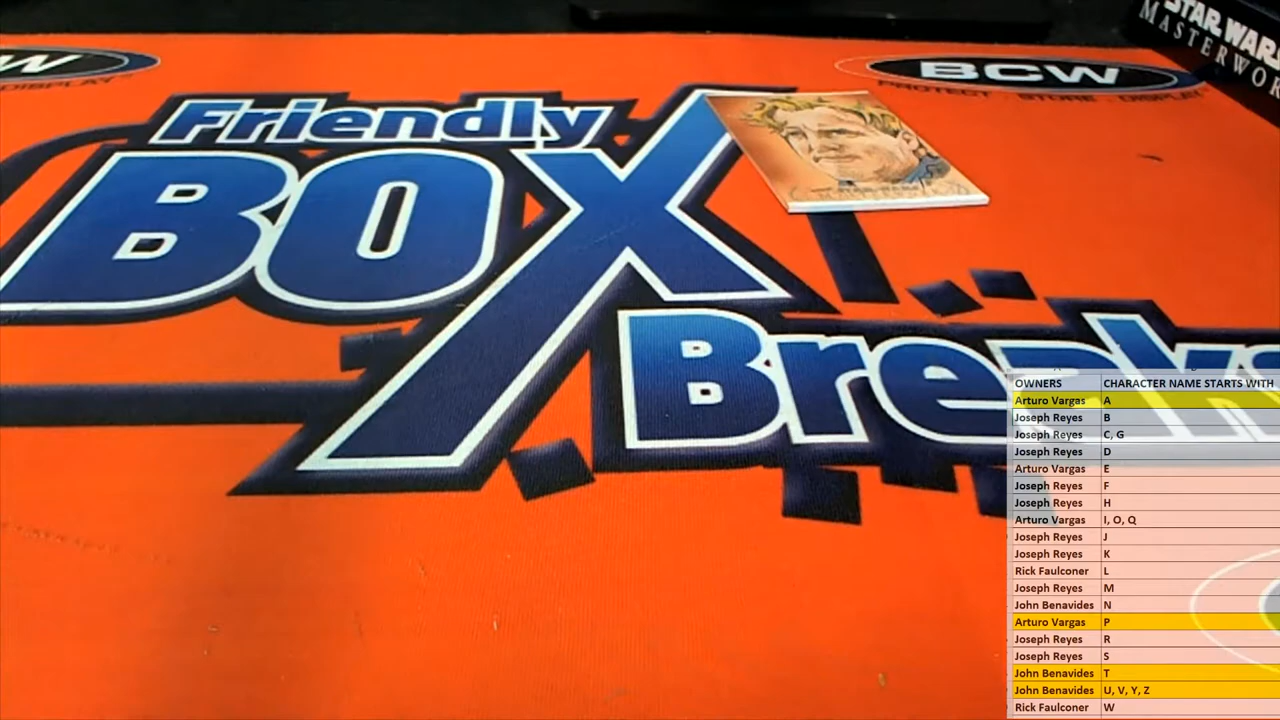 STAR WARS
MASTERWOR
W
DISPLAY
BCW
PROTECT · STORE · DISPLAY
Friendly
BOX
Breaks
OWNERS CHARACTER NAME STARTS WITH
Arturo Vargas A
Joseph Reyes B
Joseph Reyes C, G
Joseph Reyes D
Arturo Vargas E
Joseph Reyes F
Joseph Reyes H
Arturo Vargas I, O, Q
Joseph Reyes J
Joseph Reyes K
Rick Faulconer L
Joseph Reyes M
John Benavides N
Arturo Vargas P
Joseph Reyes R
Joseph Reyes S
John Benavides T
John Benavides U, V, Y, Z
Rick Faulconer W